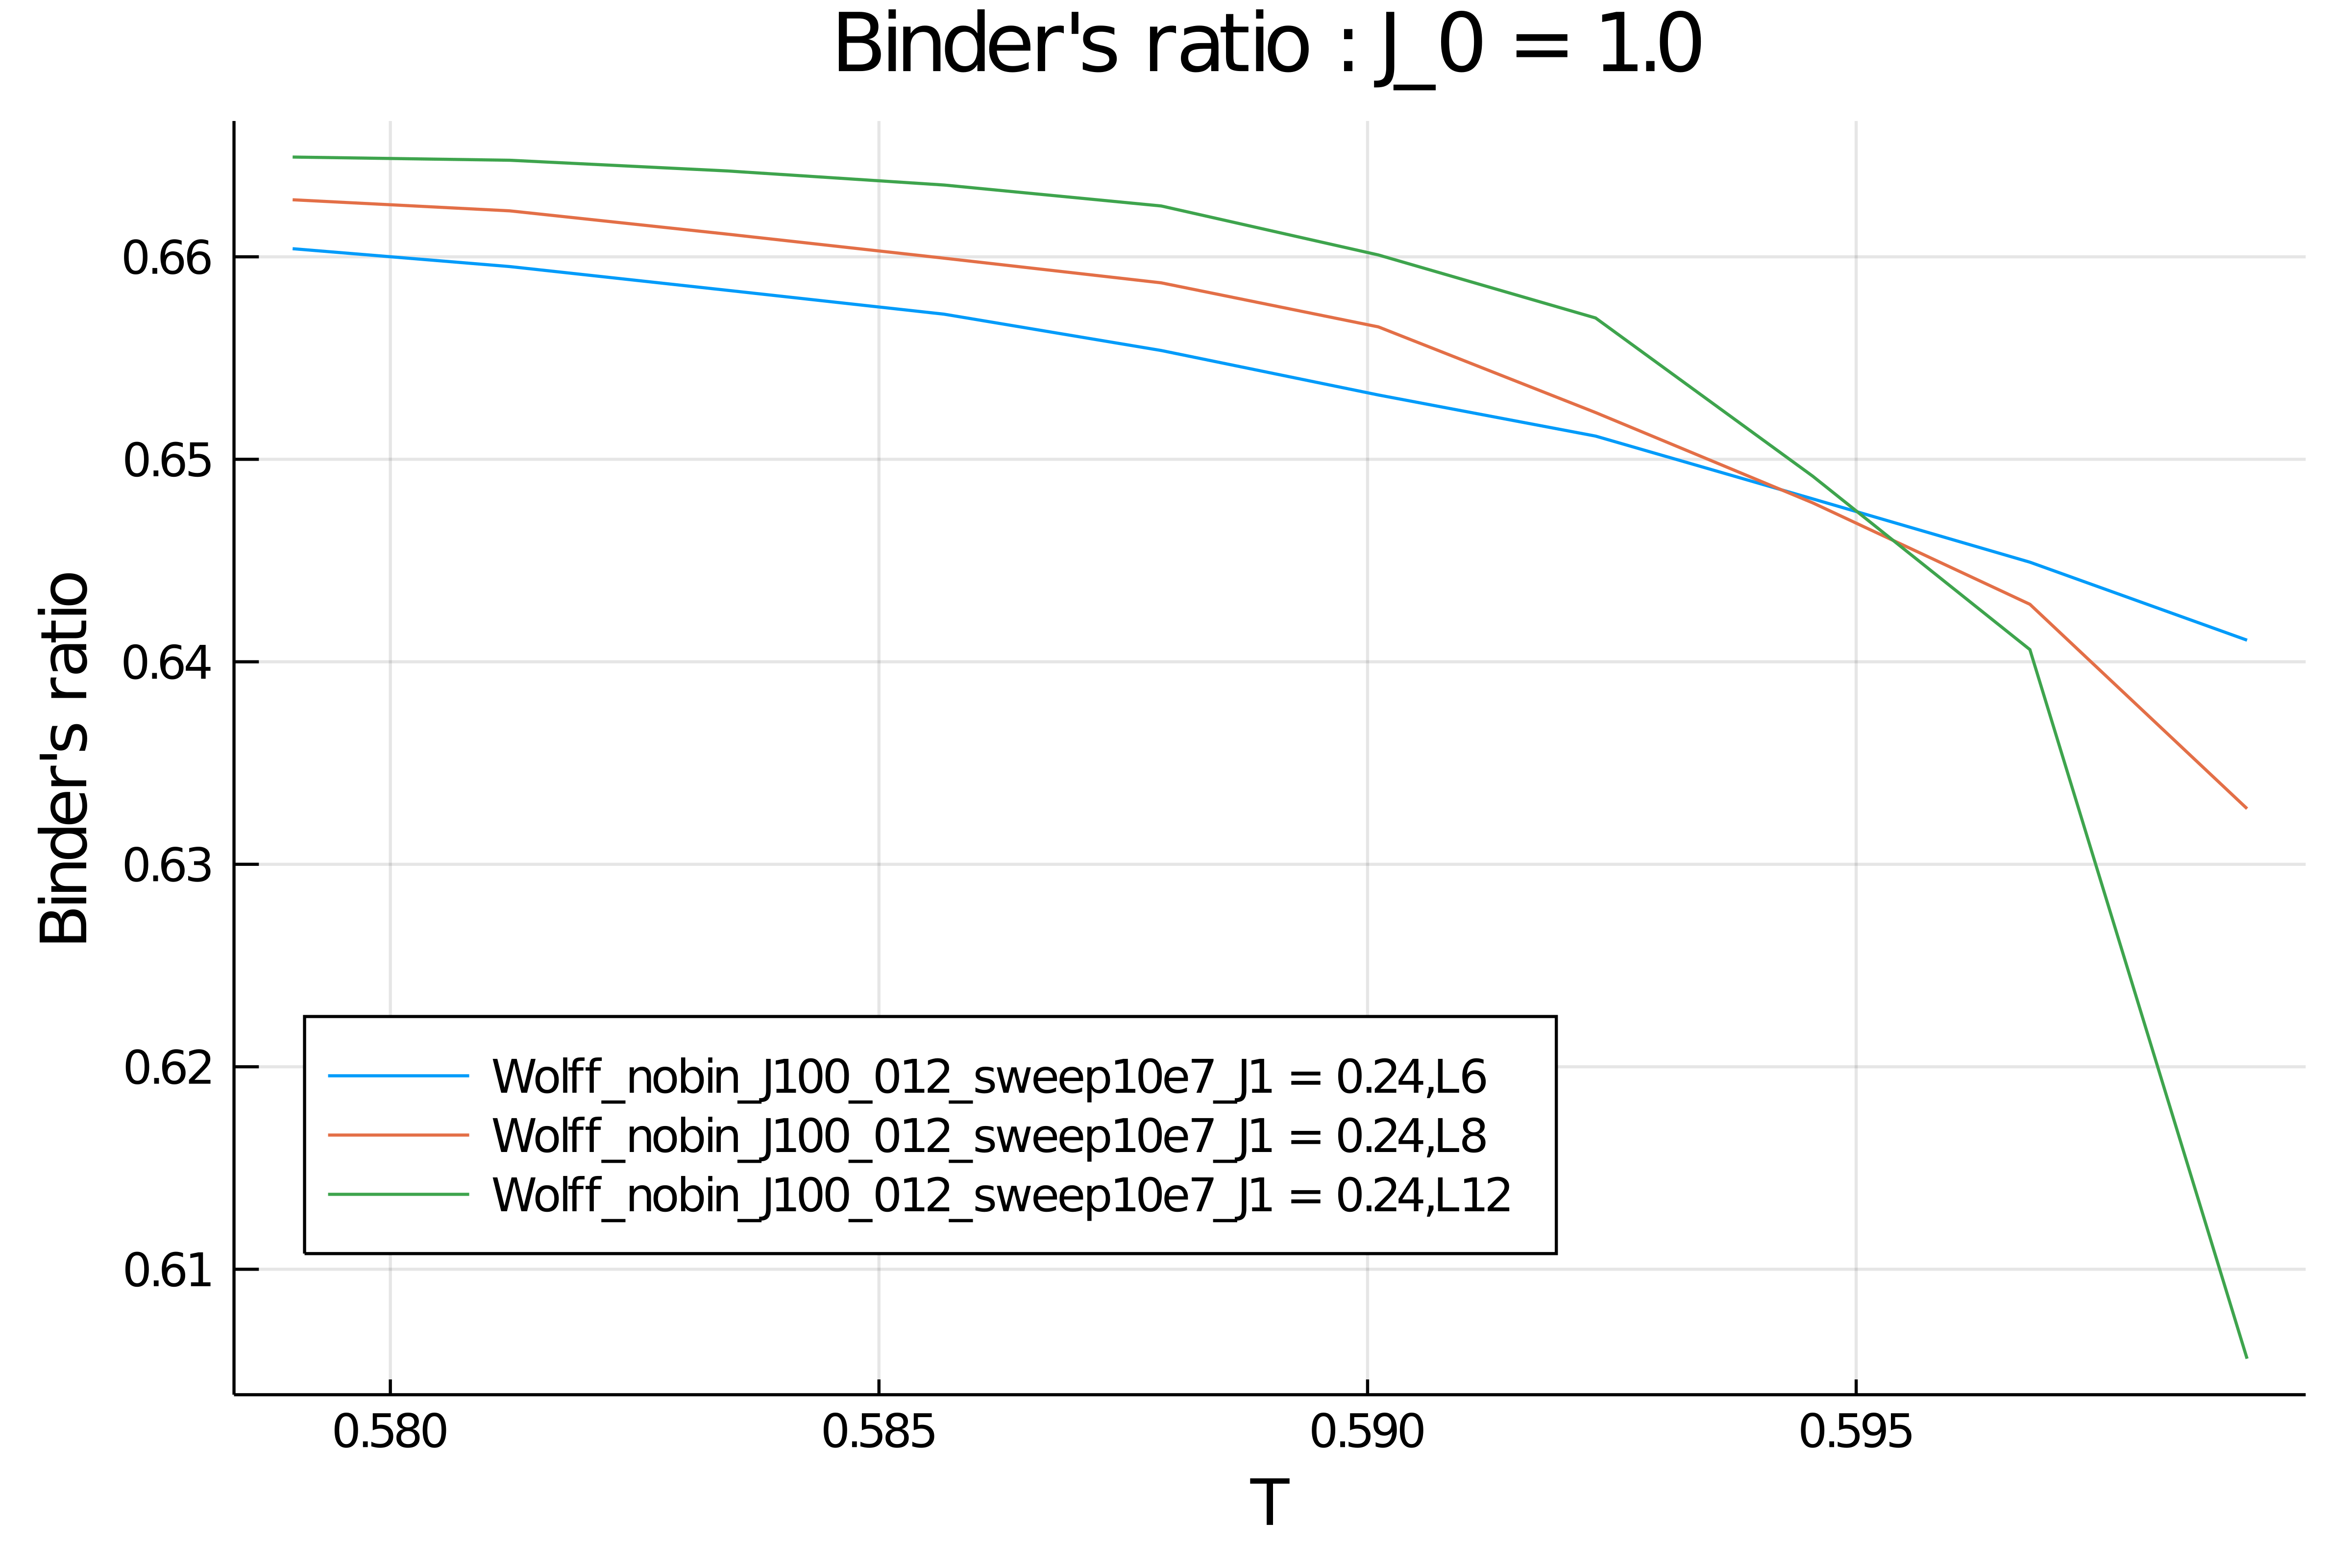 Binder's ratio : J_0 = 1.0
Binder's ratio
0.66
0.65
0.64
0.63
0.62
0.61
Wolff_nobin_J100_012_sweep10e7_J1 = 0.24,L6
Wolff_nobin_J100_012_sweep10e7_J1 = 0.24,L8
Wolff_nobin_J100_012_sweep10e7_J1 = 0.24,L12
0.580
0.585
0.590
0.595
T